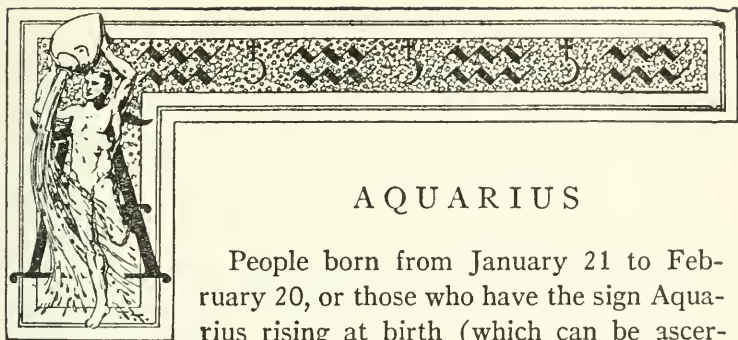 AQUARIUS
People born from January 21 to Feb-
ruary 20, or those who have the sign Aqua-
rius rising at birth (which can be ascer-